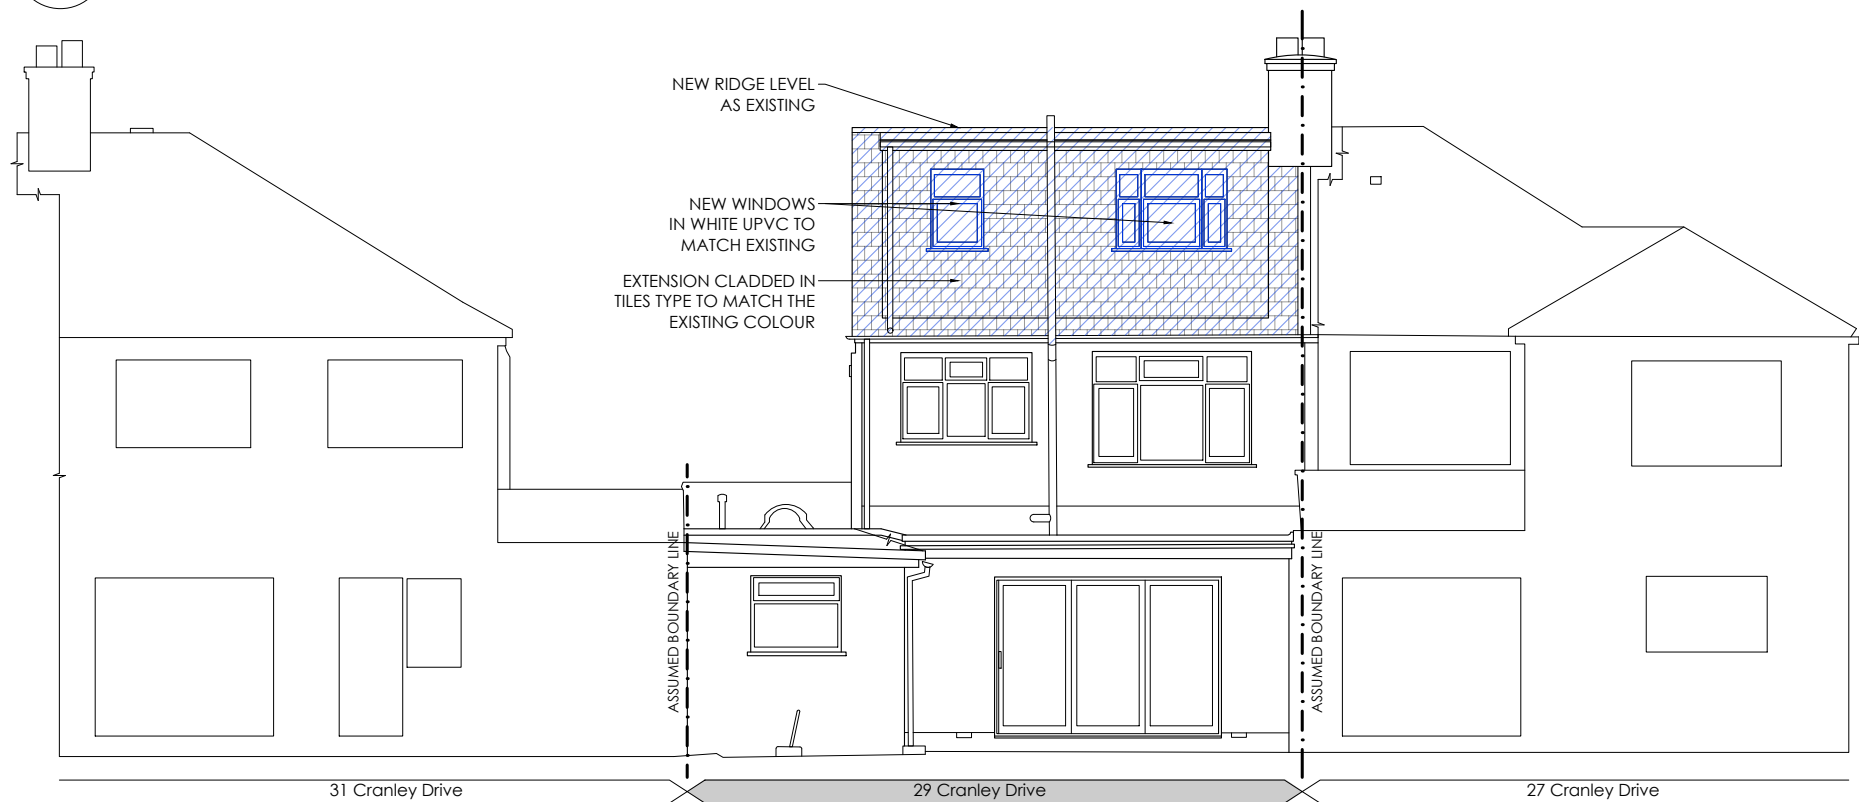 NEW RIDGE LEVEL
AS EXISTING
NEW WINDOWS
IN WHITE UPVC TO
MATCH EXISTING
EXTENSION CLADDED IN
TILES TYPE TO MATCH THE
EXISTING COLOUR
ASSUMED BOUNDARY LINE
ASSUMED BOUNDARY LINE
31 Cranley Drive
29 Cranley Drive
27 Cranley Drive